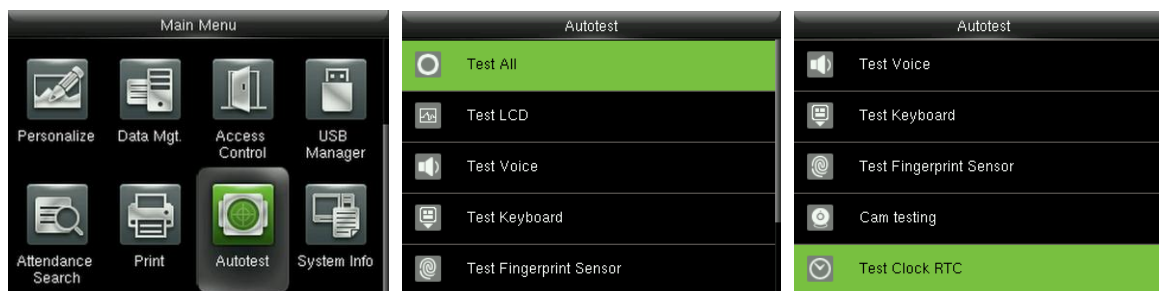 Main Menu
Personalize
Data Mgt.
Access
Control
USB
Manager
Attendance
Search
Print
Autotest
System Info
Autotest
Test All
Test LCD
Test Voice
Test Keyboard
Test Fingerprint Sensor
Autotest
Test Voice
Test Keyboard
Test Fingerprint Sensor
Cam testing
Test Clock RTC